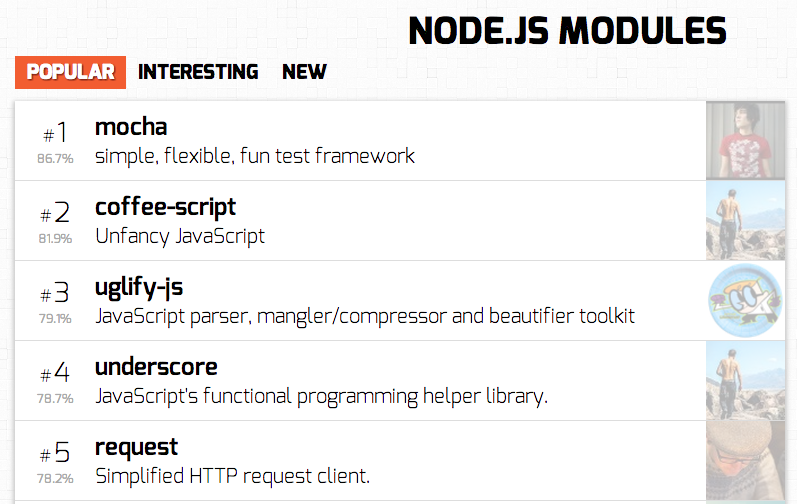 NODE.JS MODULES
POPULAR INTERESTING NEW
#1 mocha
86.7% simple, flexible, fun test framework
#2 coffee-script
81.9% Unfancy JavaScript
#3 uglify-js
79.1% JavaScript parser, mangler/compressor and beautifier toolkit
#4 underscore
78.7% JavaScript's functional programming helper library.
#5 request
78.2% Simplified HTTP request client.